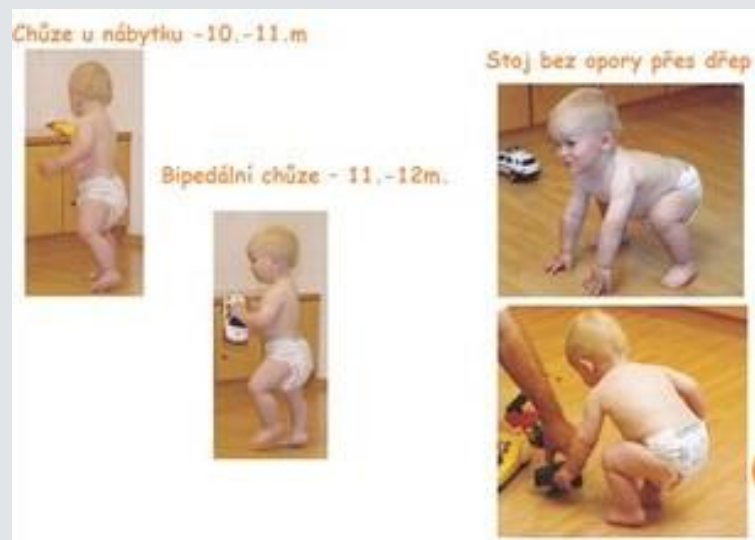 Chůze u nábytku -10.-11.m
Stoj bez opory přes dřep
Bipedální chůze - 11.-12m.